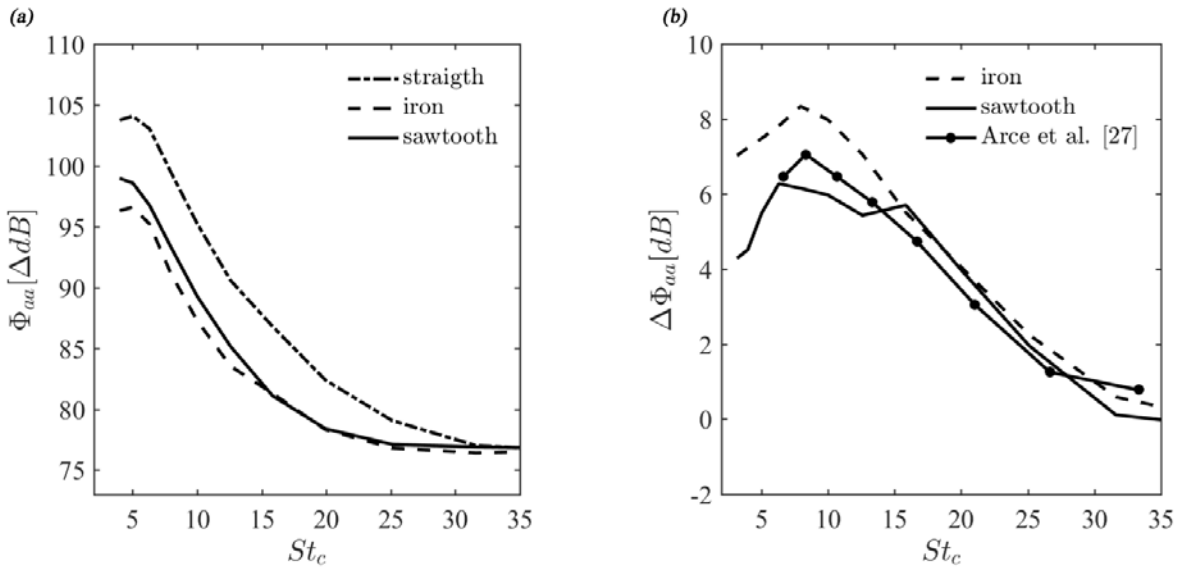 (a)
110
105
100
95
90
85
80
75
Φaa[ΔdB]
straigth
iron
sawtooth
5 10 15 20 25 30 35
Stc
(b)
10
8
6
4
2
0
-2
ΔΦaa[dB]
iron
sawtooth
Arce et al. [27]
5 10 15 20 25 30 35
Stc